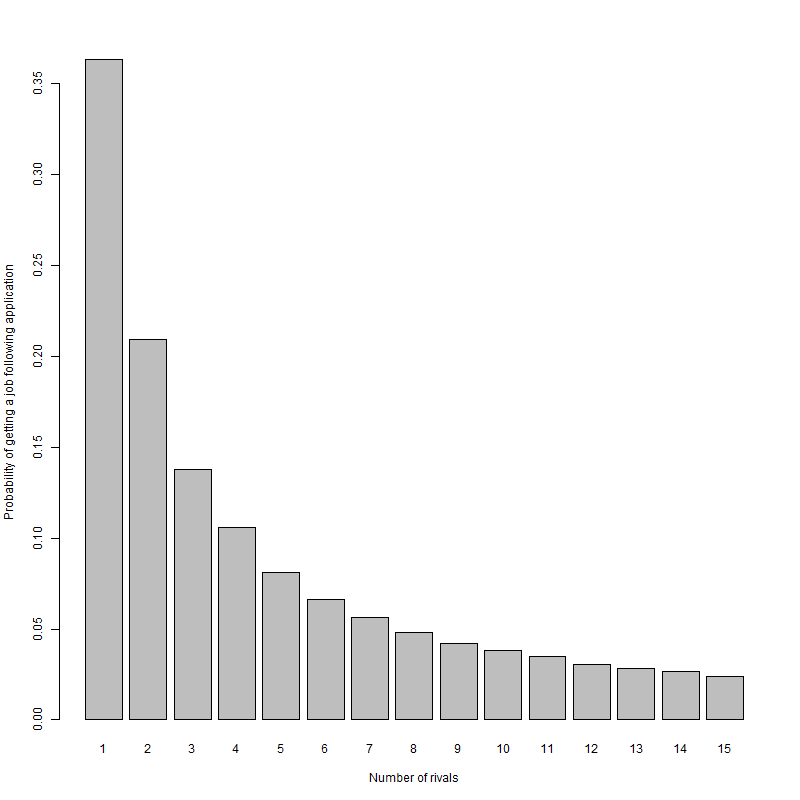 Probability of getting a job following application
0.35
0.30
0.25
0.20
0.15
0.10
0.05
0.00
1 2 3 4 5 6 7 8 9 10 11 12 13 14 15
Number of rivals